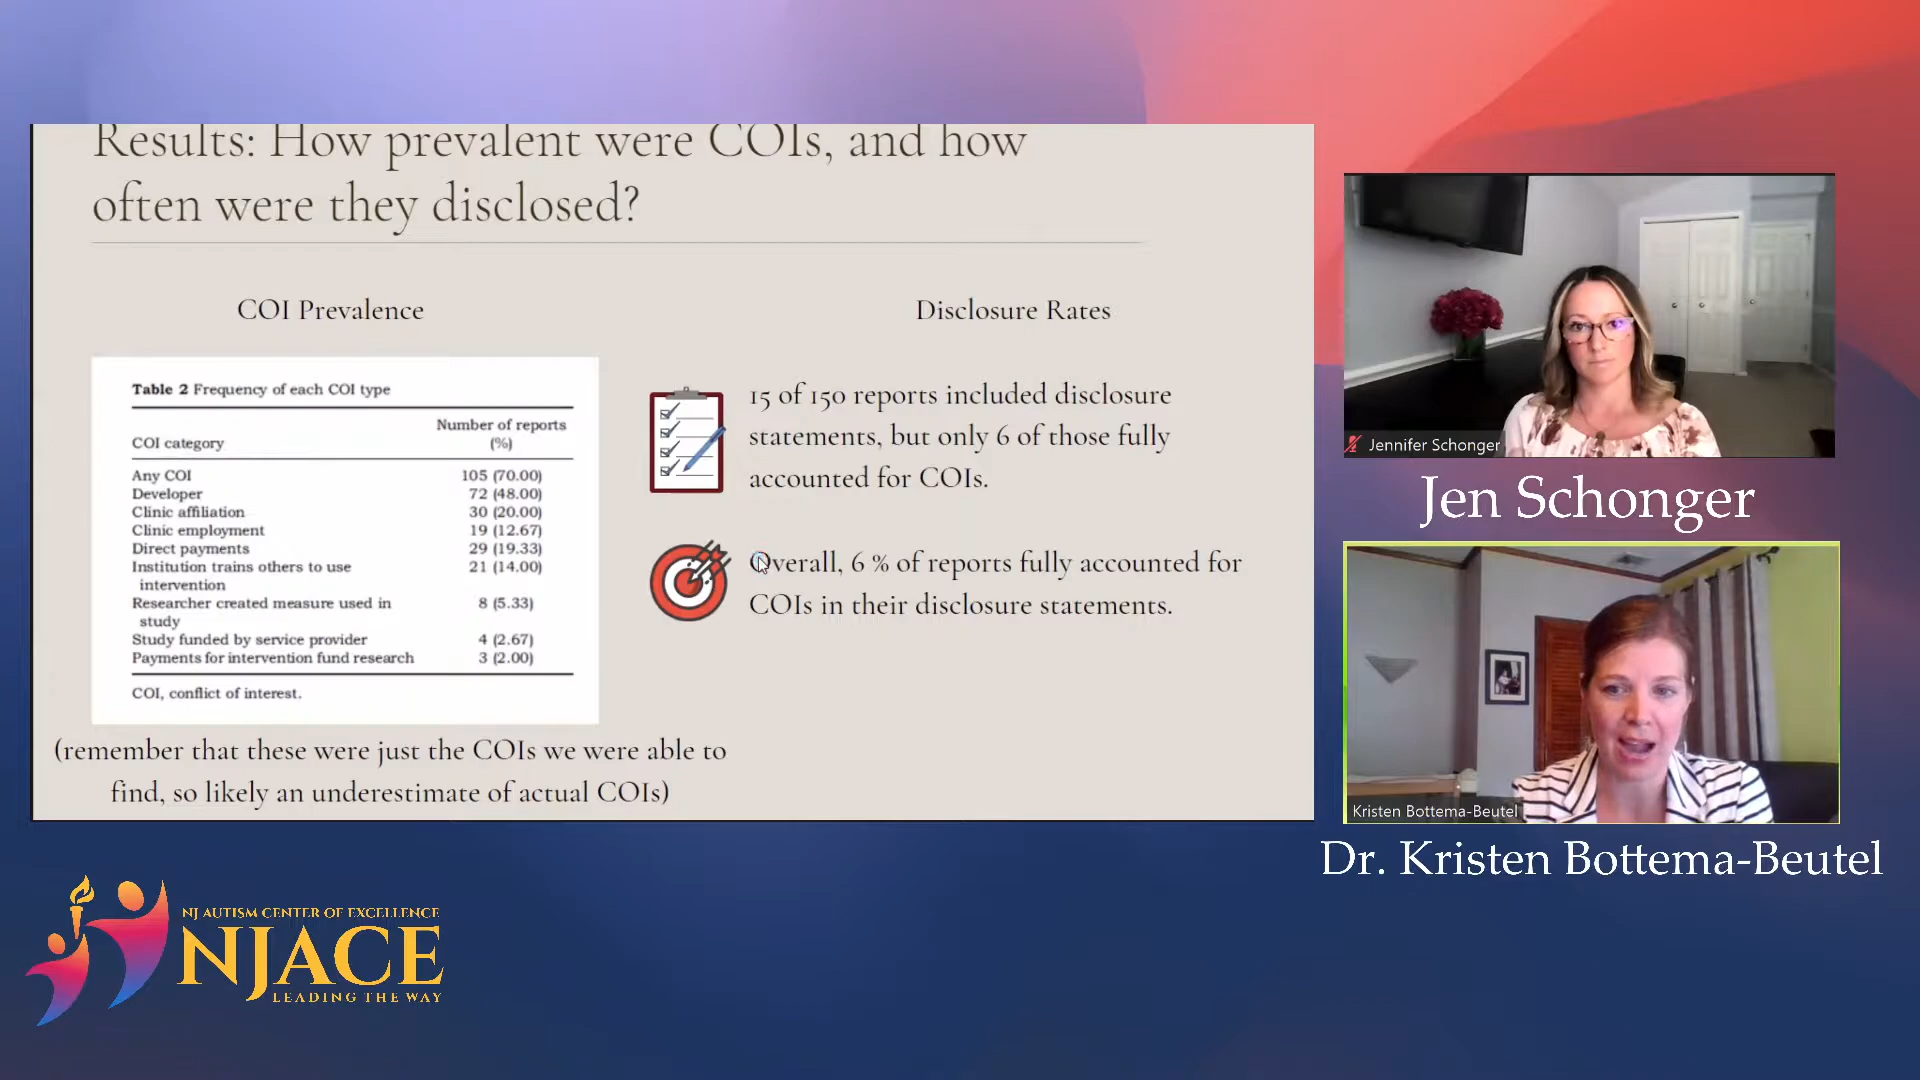 Results: How prevalent were COIs, and how
often were they disclosed?
COI Prevalence
Table 2 Frequency of each COI type
COI category
Number of reports
(%)
Any COI 105 (70.00)
Developer 72 (48.00)
Clinic affiliation 30 (20.00)
Clinic employment 19 (12.67)
Direct payments 29 (19.33)
Institution trains others to use 21 (14.00)
intervention
Researcher created measure used in 8 (5.33)
study
Study funded by service provider 4 (2.67)
Payments for intervention fund research 3 (2.00)
COI, conflict of interest.
(remember that these were just the COIs we were able to
find, so likely an underestimate of actual COIs)
Disclosure Rates
15 of 150 reports included disclosure
statements, but only 6 of those fully
accounted for COIs.
Overall, 6 % of reports fully accounted for
COIs in their disclosure statements.
Jennifer Schonger
Jen Schonger
Kristen Bottema-Beutel
Dr. Kristen Bottema-Beutel
NJ AUTISM CENTER OF EXCELLENCE
NJACE
LEADING THE WAY